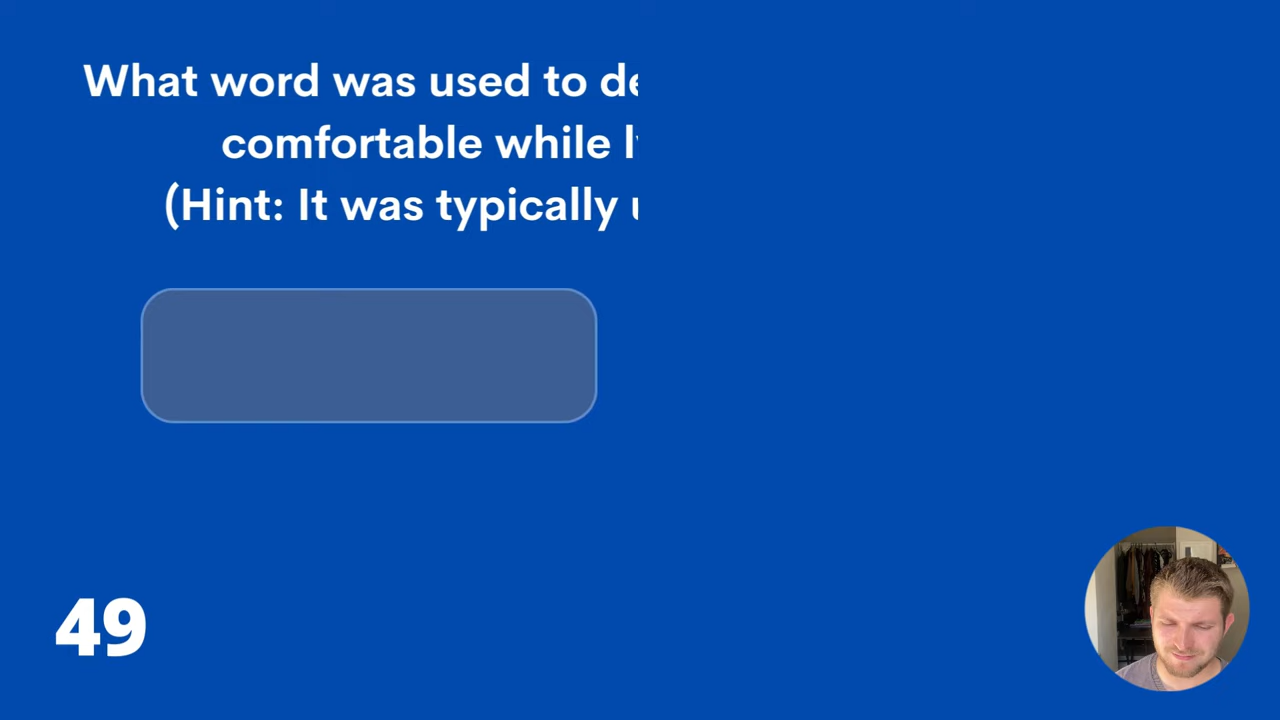 What word was used to de
comfortable while
(Hint: It was typically
49